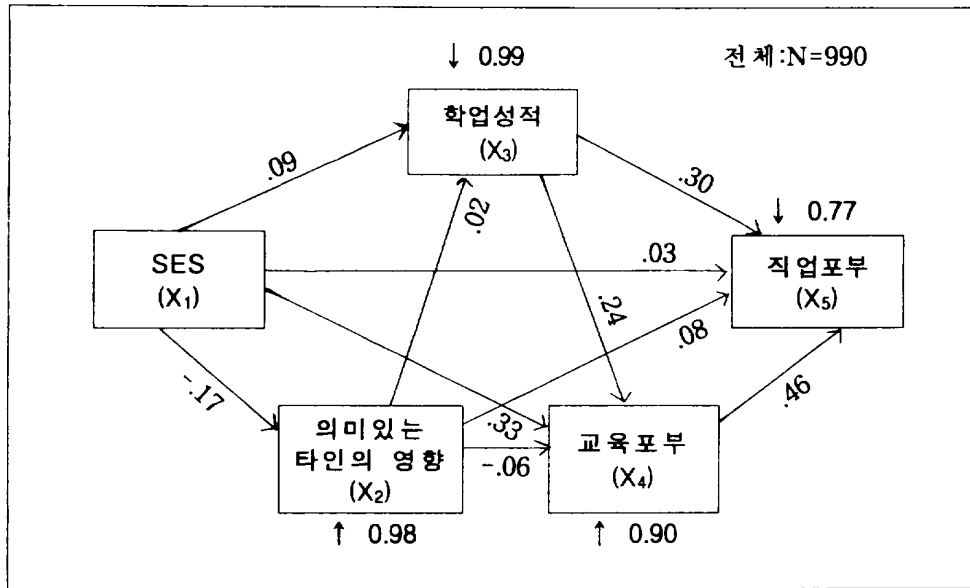 ↓ 0.99
전체:N=990
학업성적
(X₃)
.09
.02
.30
↓ 0.77
SES
(X₁)
.03
직업포부
(X₅)
.24
.08
-.17
.33
.46
의미있는
타인의 영향
(X₂)
-.06
교육포부
(X₄)
↑ 0.98
↑ 0.90